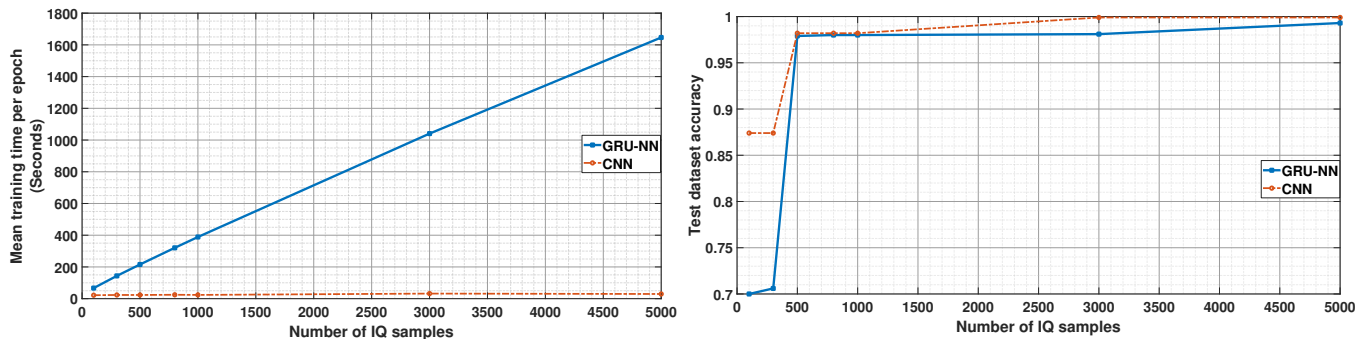 Mean training time per epoch
(Seconds)
1800
1600
1400
1200
1000
800
600
400
200
0
0 500 1000 1500 2000 2500 3000 3500 4000 4500 5000
Number of IQ samples
GRU-NN
CNN
Test dataset accuracy
1
0.95
0.9
0.85
0.8
0.75
0.7
0 500 1000 1500 2000 2500 3000 3500 4000 4500 5000
Number of IQ samples
GRU-NN
CNN